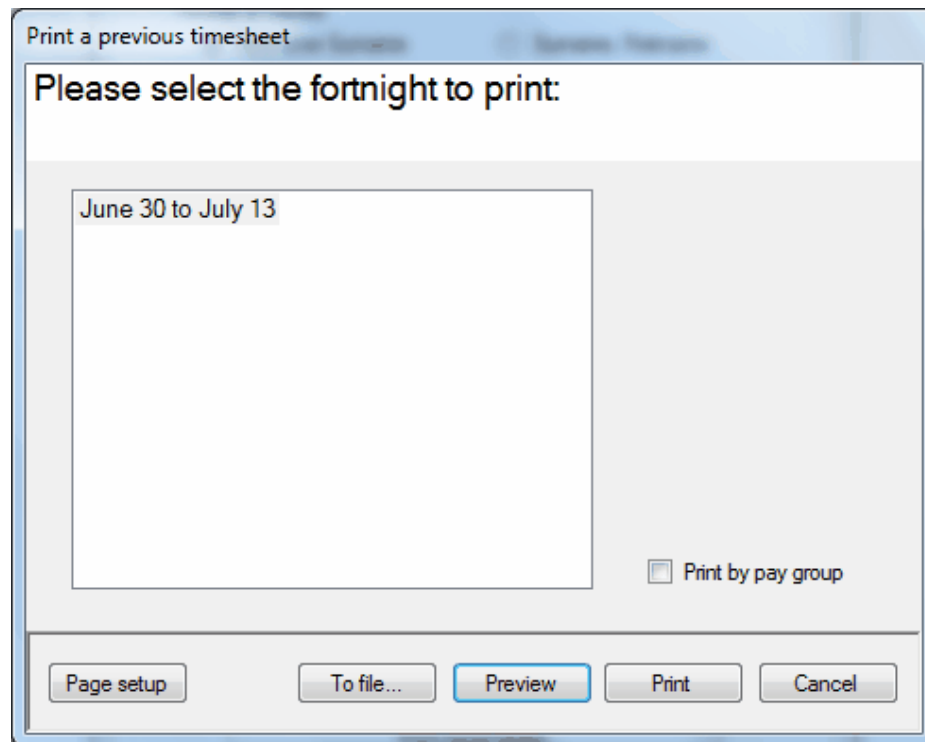 Print a previous timesheet
Please select the fortnight to print:
June 30 to July 13
Print by pay group
Page setup To file... Preview Print Cancel